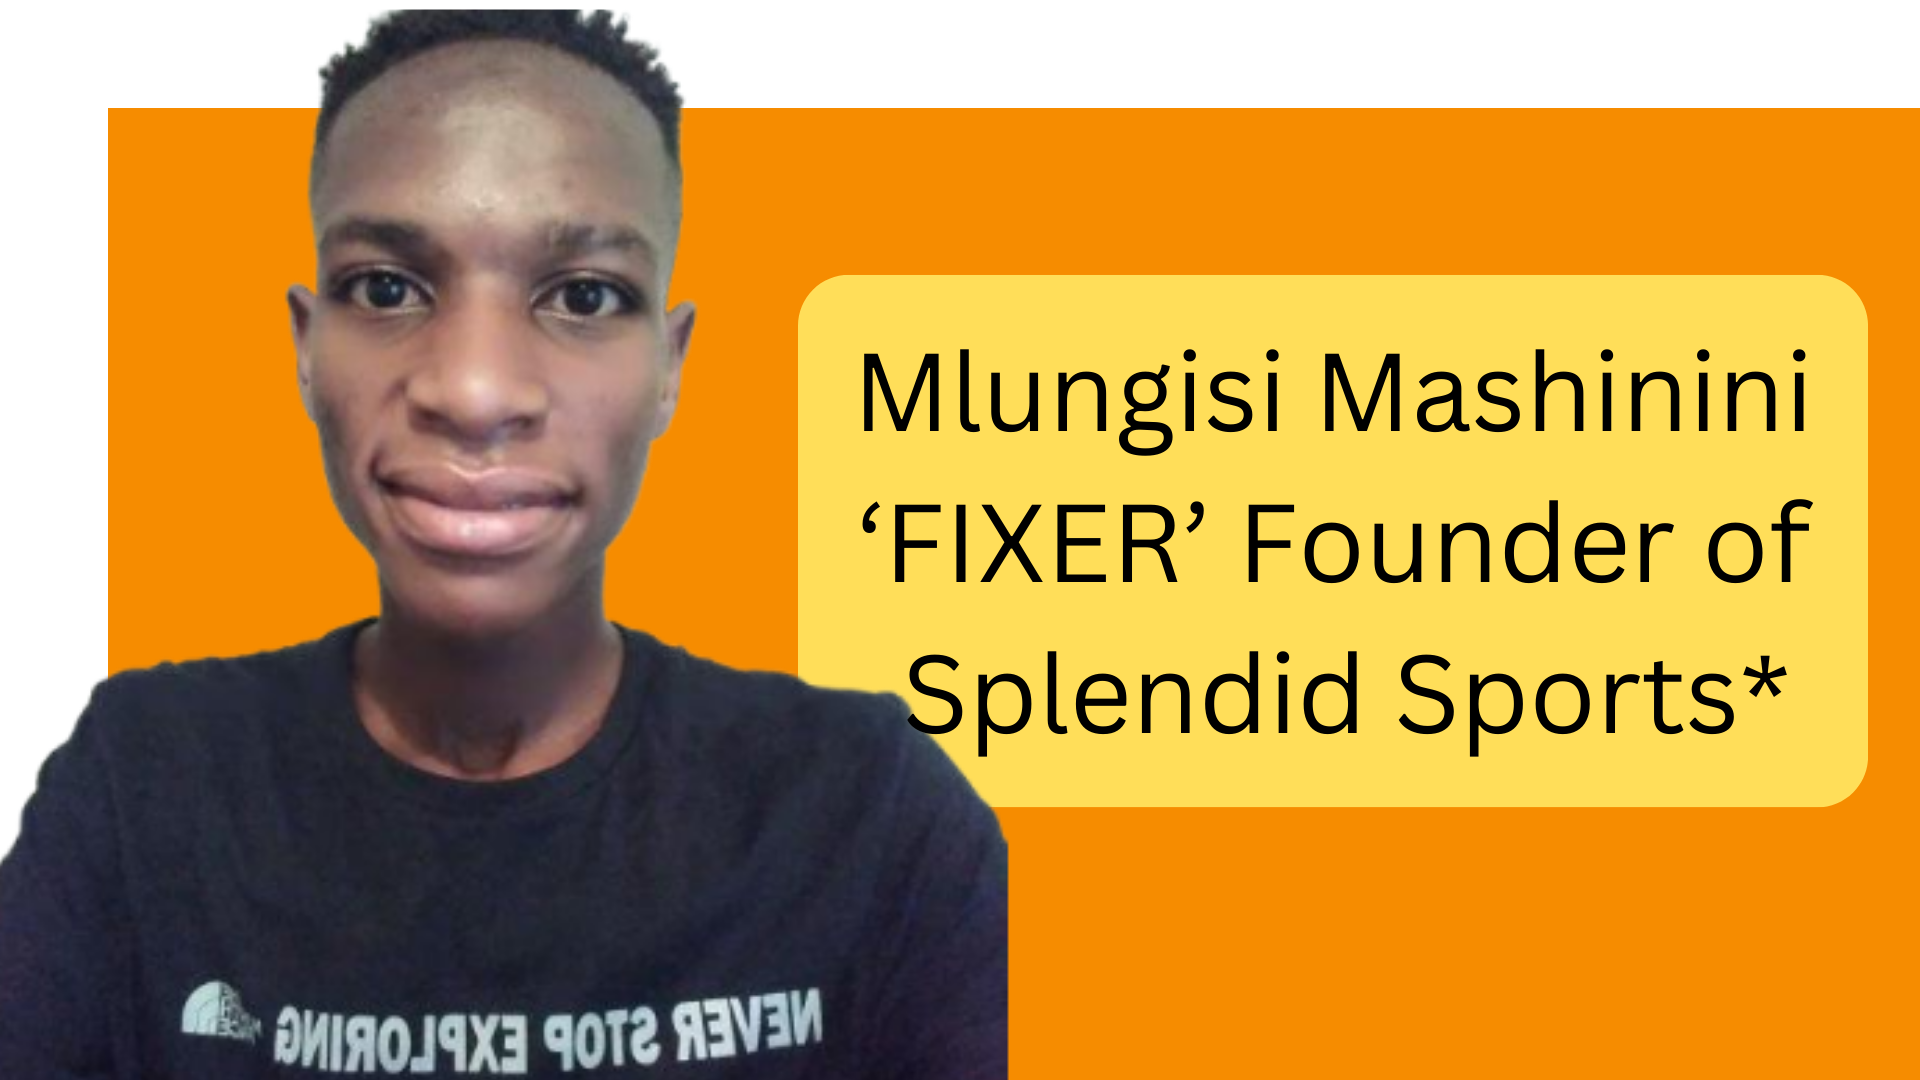 Mlungisi Mashinini
‘FIXER’ Founder of
Splendid Sports*
NEVER STOP EXPLORING